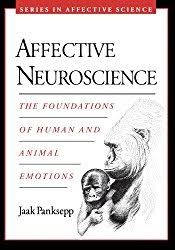 SERIES IN AFFECTIVE SCIENCE
AFFECTIVE
NEUROSCIENCE
THE FOUNDATIONS
OF HUMAN AND
ANIMAL
EMOTIONS
Jaak Panksepp